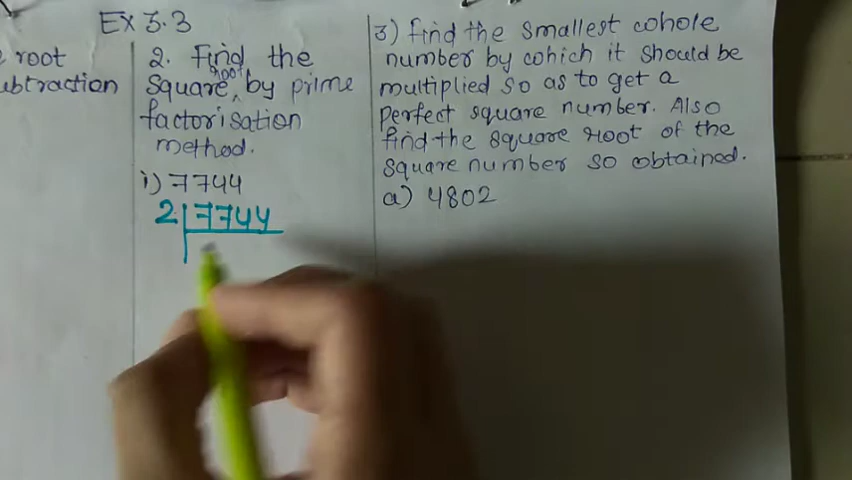 Ex 3.3
root
ubtraction
2. Find the
square root by prime
factorisation
method.
i) 7744
2 7744
3) find the smallest whole
number by which it should be
multiplied so as to get a
perfect square number. Also
find the square root of the
square number so obtained.
a) 4802